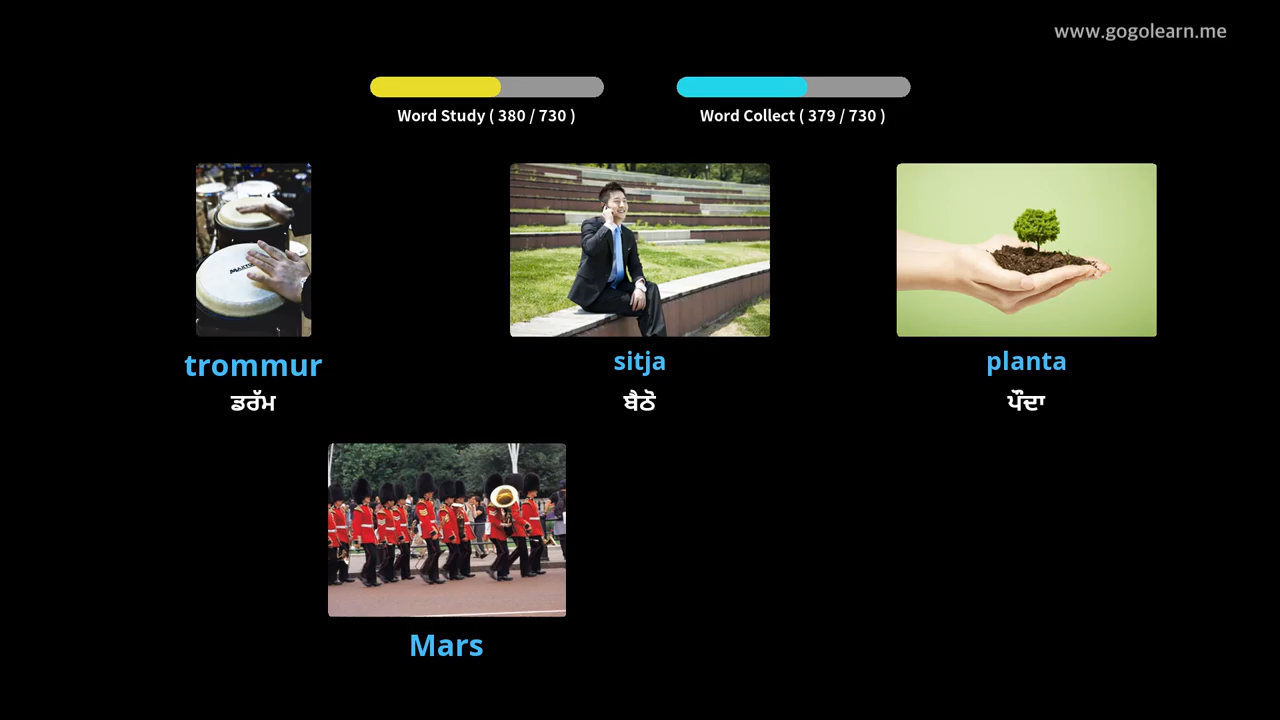 www.gogolearn.me
Word Study ( 380 / 730 )
Word Collect ( 379 / 730 )
trommur
sitja
planta
ਡਰੱਮ
ਬੈਠੋ
ਪੌਦਾ
Mars